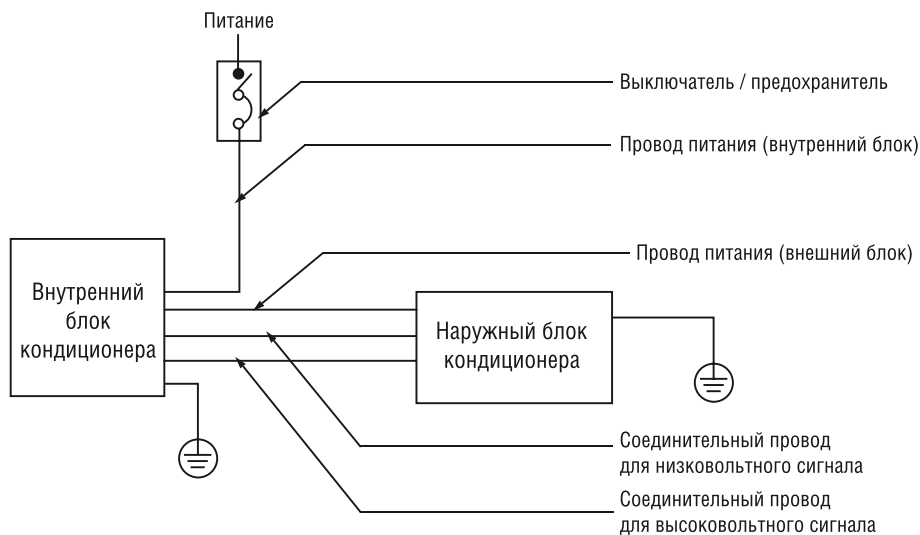 Питание
Выключатель / предохранитель
Провод питания (внутренний блок)
Провод питания (внешний блок)
Внутренний
блок
кондиционера
Наружный блок
кондиционера
Соединительный провод
для низковольтного сигнала
Соединительный провод
для высоковольтного сигнала